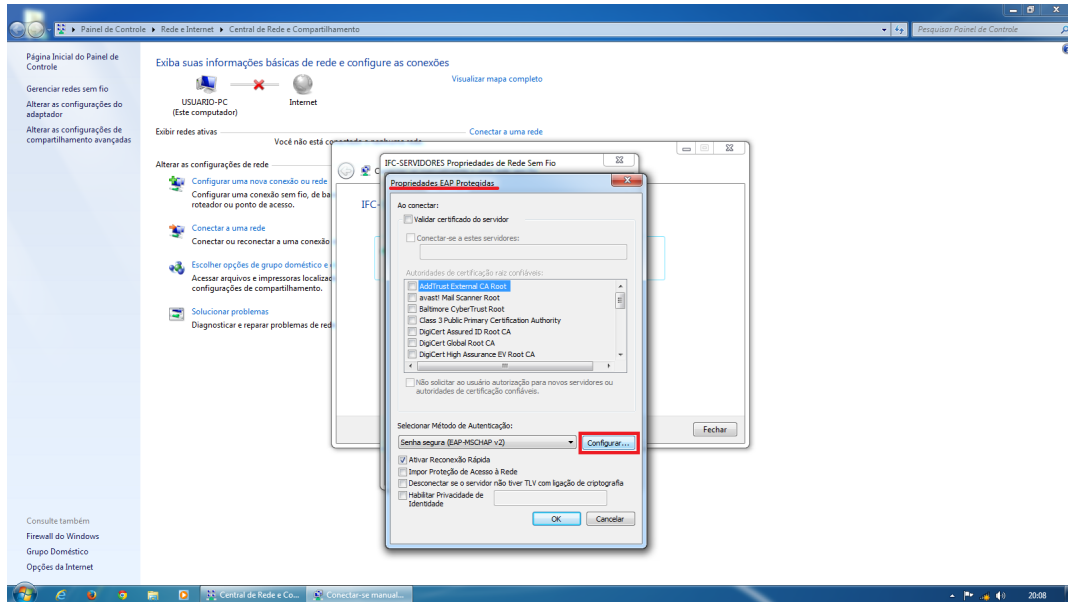 Painel de Controle ▸ Rede e Internet ▸ Central de Rede e Compartilhamento
Pesquisar Painel de Controle
Página Inicial do Painel de
Controle
Gerenciar redes sem fio
Alterar as configurações do
adaptador
Alterar as configurações de
compartilhamento avançadas
Exiba suas informações básicas de rede e configure as conexões
Visualizar mapa completo
USUARIO-PC
(Este computador)
Internet
Exibir redes ativas
Conectar a uma rede
Você não está conectado a nenhuma rede.
Alterar as configurações de rede
Configurar uma nova conexão ou rede
Configurar uma conexão sem fio, de ba
roteador ou ponto de acesso.
Conectar a uma rede
Conectar ou reconectar a uma conexão
Escolher opções de grupo doméstico e
Acessar arquivos e impressoras localizad
configurações de compartilhamento.
Solucionar problemas
Diagnosticar e reparar problemas de red
IFC-
Fechar
IFC-SERVIDORES Propriedades de Rede Sem Fio
Propriedades EAP Protegidas
Ao conectar:
Validar certificado do servidor
Conectar-se a estes servidores:
Autoridades de certificação raiz confiáveis:
AddTrust External CA Root
avast! Mail Scanner Root
Baltimore CyberTrust Root
Class 3 Public Primary Certification Authority
DigiCert Assured ID Root CA
DigiCert Global Root CA
DigiCert High Assurance EV Root CA
Não solicitar ao usuário autorização para novos servidores ou
autoridades de certificação confiáveis.
Selecionar Método de Autenticação:
Senha segura (EAP-MSCHAP v2)
Configurar...
Ativar Reconexão Rápida
Impor Proteção de Acesso à Rede
Desconectar se o servidor não tiver TLV com ligação de criptografia
Habilitar Privacidade de
Identidade
OK
Cancelar
Consulte também
Firewall do Windows
Grupo Doméstico
Opções da Internet
Central de Rede e Co...
Conectar-se manual...
20:08